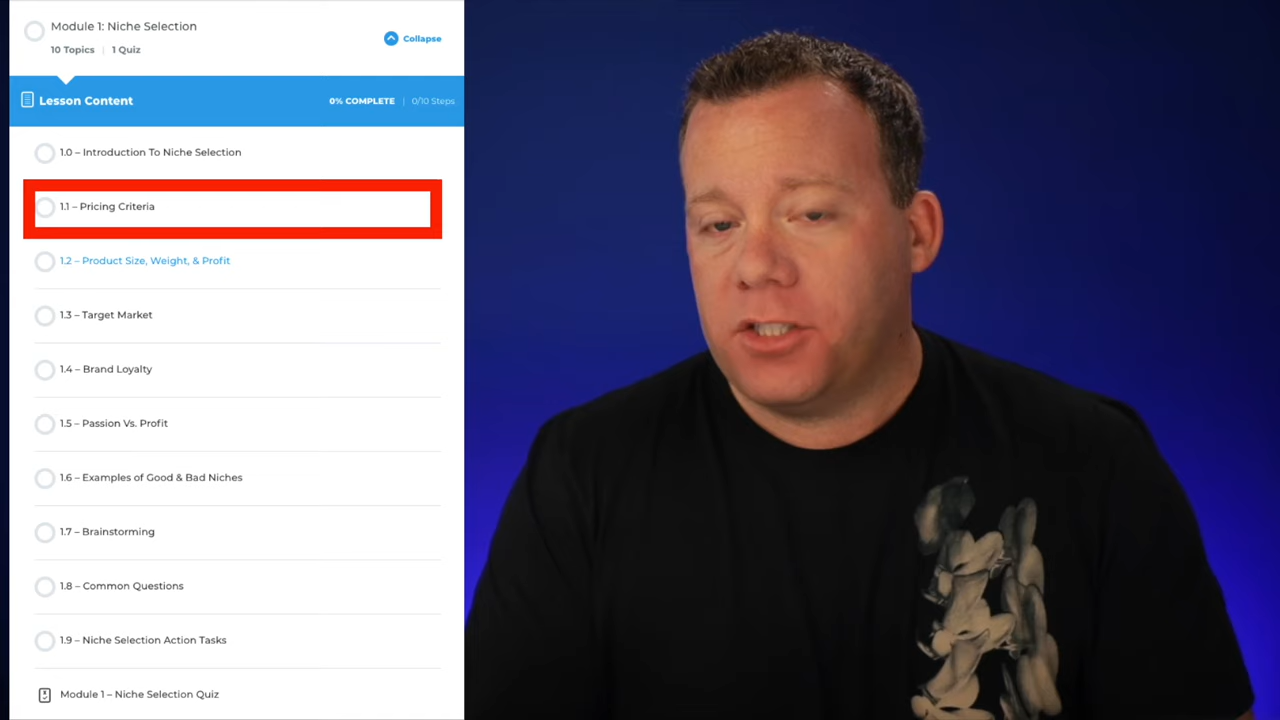 Module 1: Niche Selection
10 Topics | 1 Quiz
Collapse
Lesson Content
0% COMPLETE | 0/10 Steps
1.0 – Introduction To Niche Selection
1.1 – Pricing Criteria
1.2 – Product Size, Weight, & Profit
1.3 – Target Market
1.4 – Brand Loyalty
1.5 – Passion Vs. Profit
1.6 – Examples of Good & Bad Niches
1.7 – Brainstorming
1.8 – Common Questions
1.9 – Niche Selection Action Tasks
Module 1 – Niche Selection Quiz